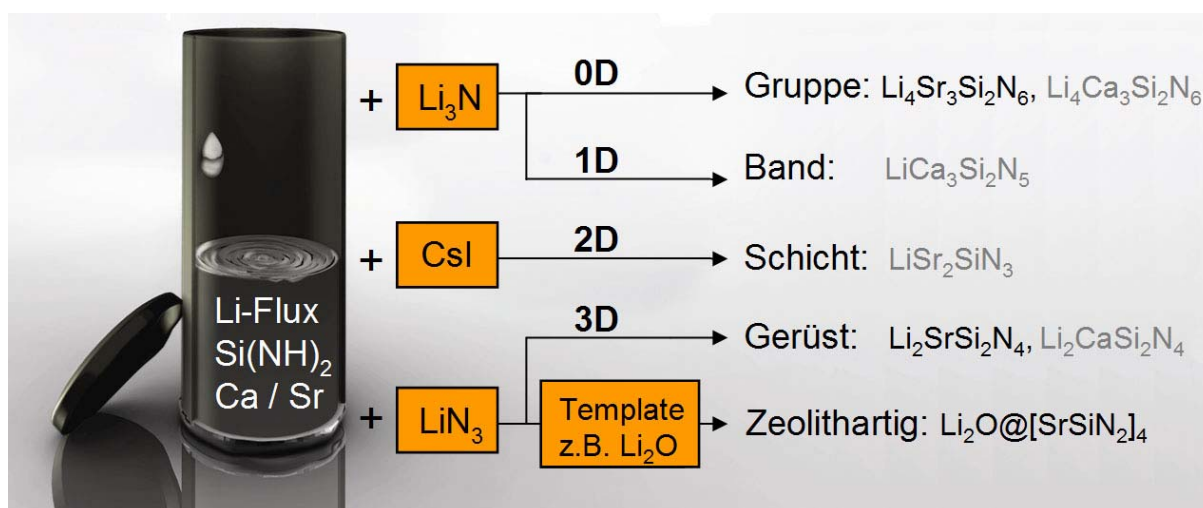 + Li₃N 0D Gruppe: Li₄Sr₃Si₂N₆, Li₄Ca₃Si₂N₆
1D Band: LiCa₃Si₂N₅
+ CsI 2D Schicht: LiSr₂SiN₃
3D Gerüst: Li₂SrSi₂N₄, Li₂CaSi₂N₄
Li-Flux
Si(NH)₂
Ca / Sr
+ LiN₃
Template
z.B. Li₂O
Zeolithartig: Li₂O@[SrSiN₂]₄